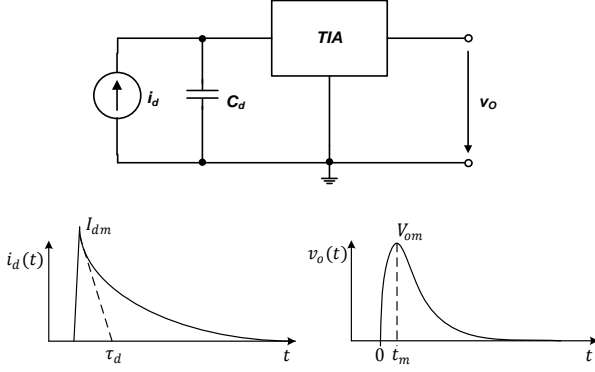 TIA
i_d
C_d
v_O
I_dm
i_d(t)
τ_d
t
V_om
v_o(t)
0
t_m
t